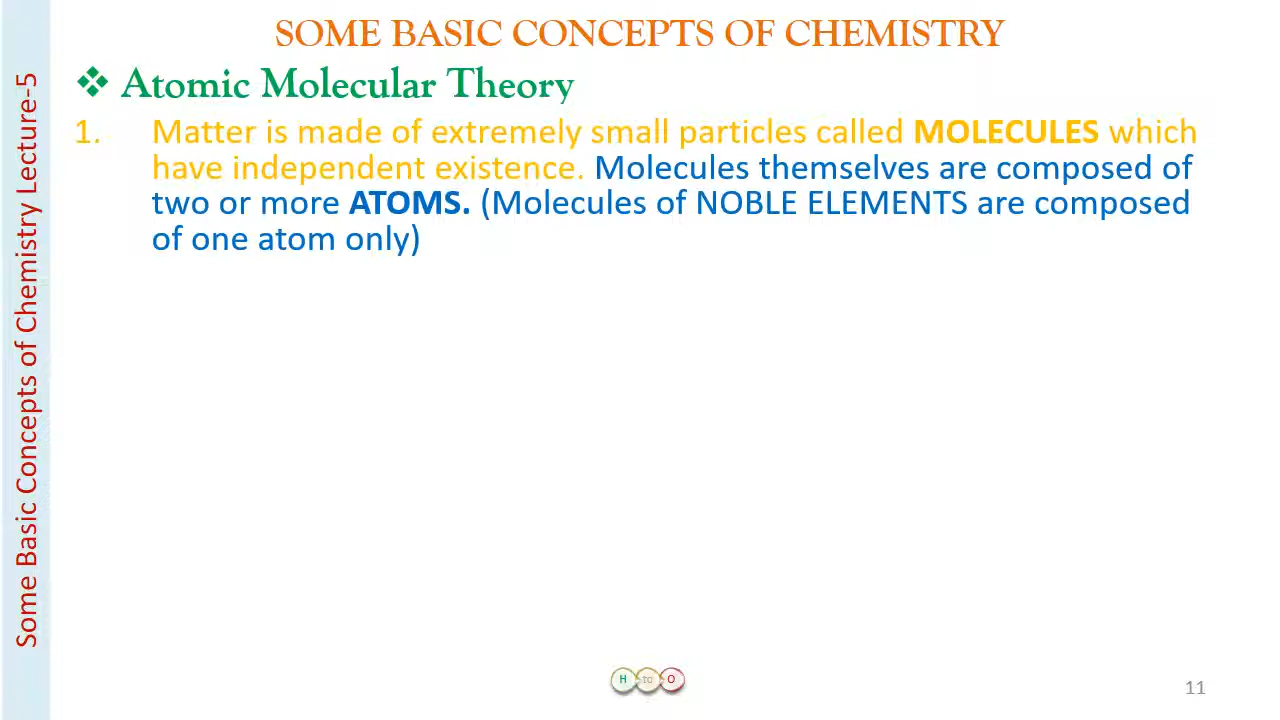 SOME BASIC CONCEPTS OF CHEMISTRY
❖ Atomic Molecular Theory
1. Matter is made of extremely small particles called MOLECULES which
have independent existence. Molecules themselves are composed of
two or more ATOMS. (Molecules of NOBLE ELEMENTS are composed
of one atom only)
Some Basic Concepts of Chemistry Lecture-5
H to O
11